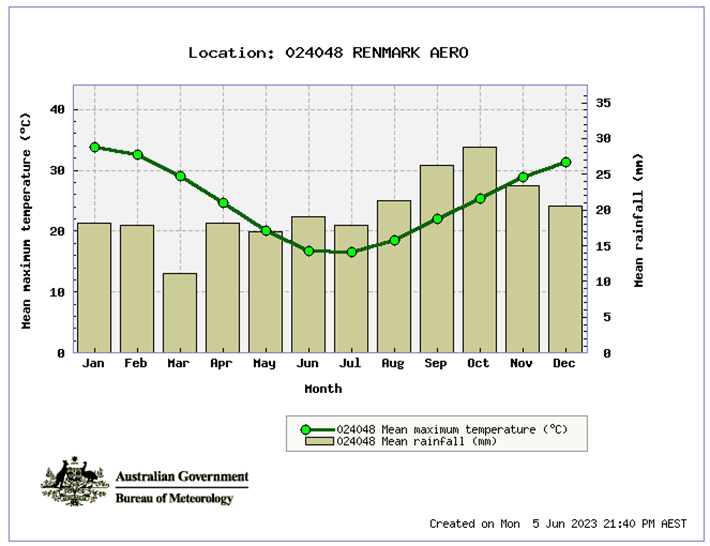 Location: 024048 RENMARK AERO
Mean maximum temperature (°C)
40
30
20
10
0
35
30
25
20
15
10
5
0
Mean rainfall (mm)
Jan Feb Mar Apr May Jun Jul Aug Sep Oct Nov Dec
Month
024048 Mean maximum temperature (°C)
024048 Mean rainfall (mm)
Australian Government
Bureau of Meteorology
Created on Mon 5 Jun 2023 21:40 PM AEST